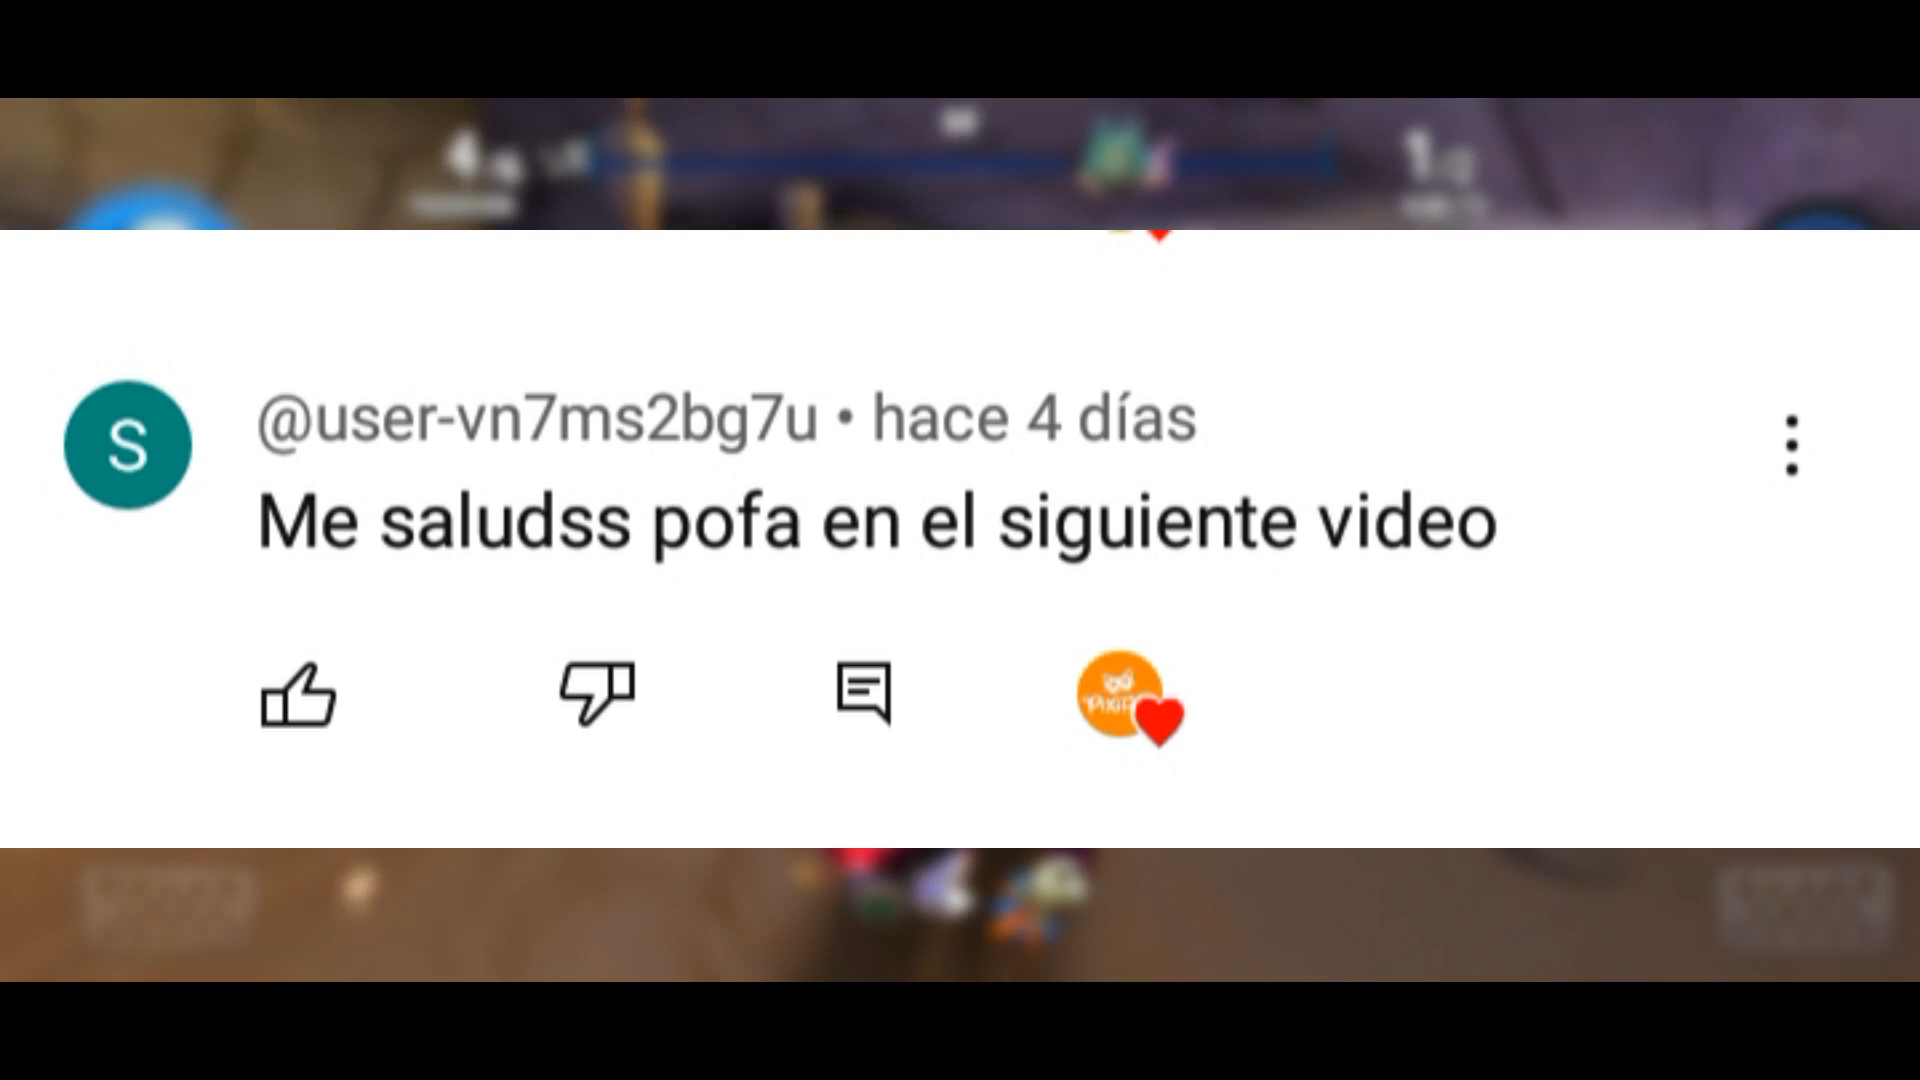 @user-vn7ms2bg7u • hace 4 días
S
Me saludss pofa en el siguiente video